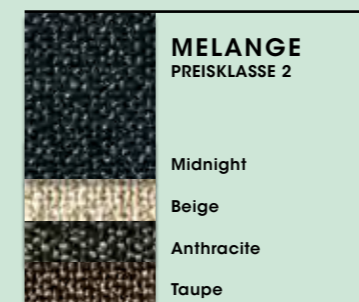 MELANGE
PREISKLASSE 2
Midnight
Beige
Anthracite
Taupe